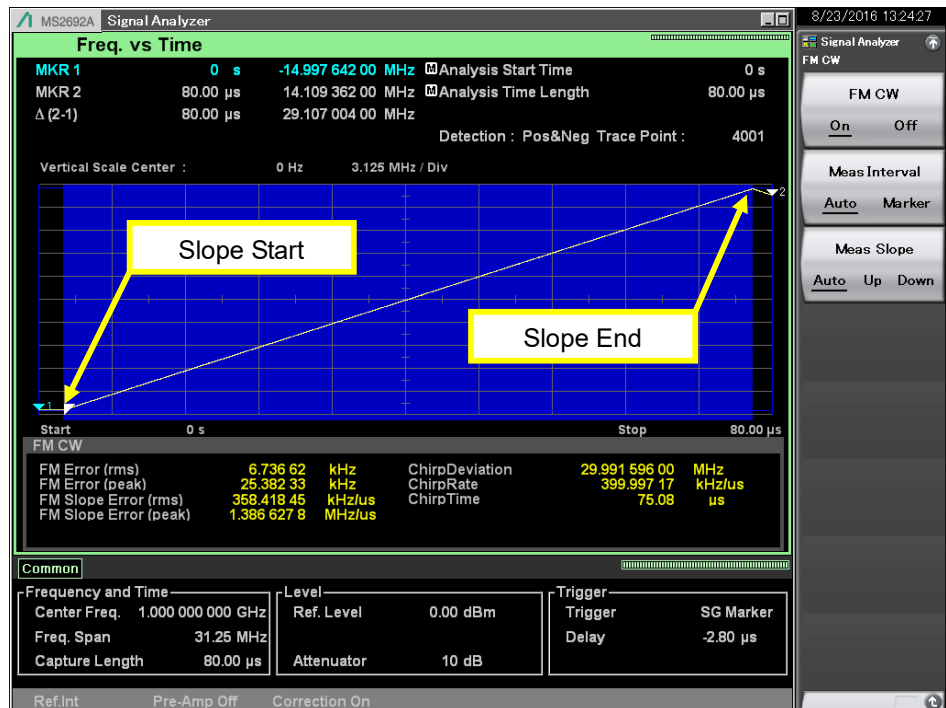 MS2692A Signal Analyzer
8/23/2016 13:24:27
Freq. vs Time
MKR 1 0 s -14.997 642 00 MHz M Analysis Start Time 0 s
MKR 2 80.00 µs 14.109 362 00 MHz M Analysis Time Length 80.00 µs
Δ (2-1) 80.00 µs 29.107 004 00 MHz
Detection : Pos&Neg Trace Point : 4001
Vertical Scale Center : 0 Hz 3.125 MHz / Div
2
Slope Start
Slope End
1
Start 0 s Stop 80.00 µs
FM CW
FM Error (rms) 6.736 62 kHz ChirpDeviation 29.991 596 00 MHz
FM Error (peak) 25.382 33 kHz ChirpRate 399.997 17 kHz/us
FM Slope Error (rms) 358.418 45 kHz/us ChirpTime 75.08 µs
FM Slope Error (peak) 1.386 627 8 MHz/us
Common
Frequency and Time Level Trigger
Center Freq. 1.000 000 000 GHz Ref. Level 0.00 dBm Trigger SG Marker
Freq. Span 31.25 MHz Delay -2.80 µs
Capture Length 80.00 µs Attenuator 10 dB
Ref.Int Pre-Amp Off Correction On
Signal Analyzer
FM CW
FM CW
On Off
Meas Interval
Auto Marker
Meas Slope
Auto Up Down